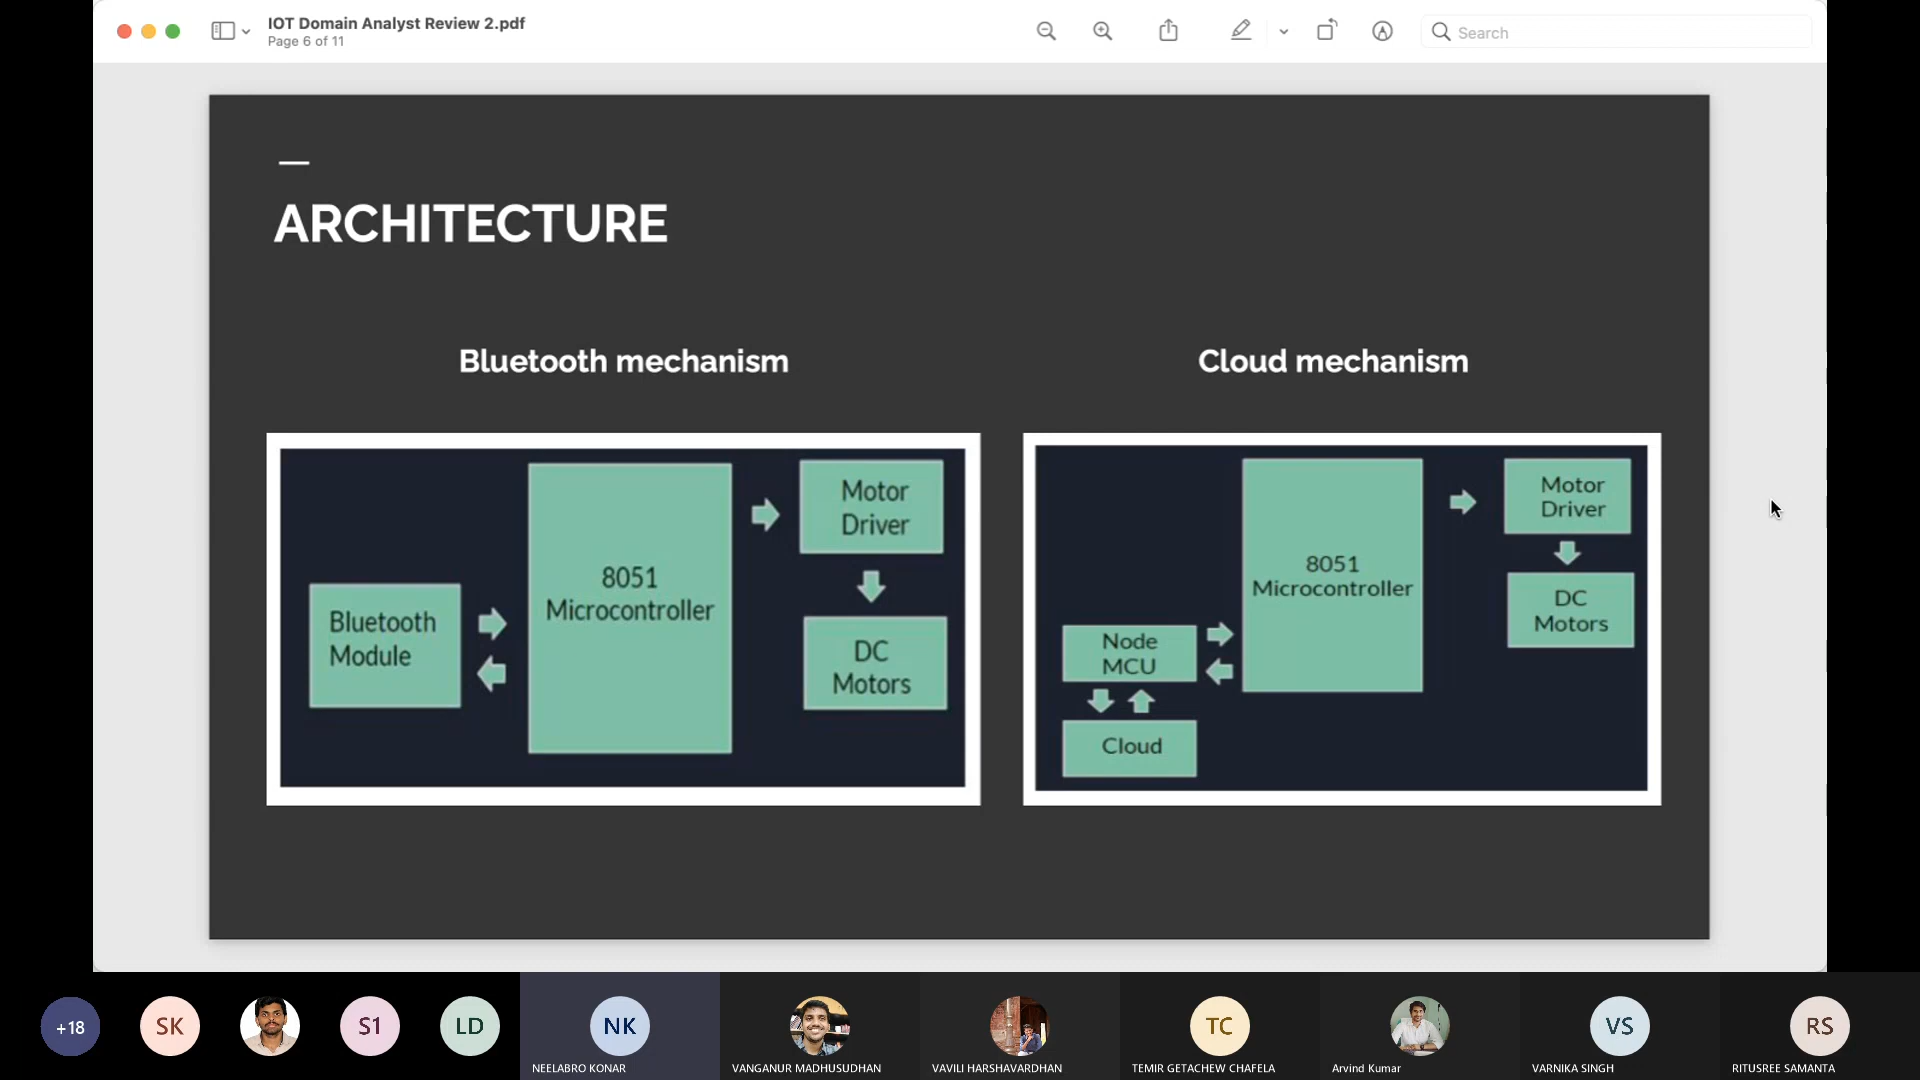 IOT Domain Analyst Review 2.pdf
Page 6 of 11
Search
ARCHITECTURE
Bluetooth mechanism
Cloud mechanism
Bluetooth
Module
8051
Microcontroller
Motor
Driver
DC
Motors
Node
MCU
Cloud
8051
Microcontroller
Motor
Driver
DC
Motors
+18
SK
S1
LD
NK
NEELABRO KONAR
VANGANUR MADHUSUDHAN
VAVILI HARSHAVARDHAN
TC
TEMIR GETACHEW CHAFELA
Arvind Kumar
VS
VARNIKA SINGH
RS
RITUSREE SAMANTA